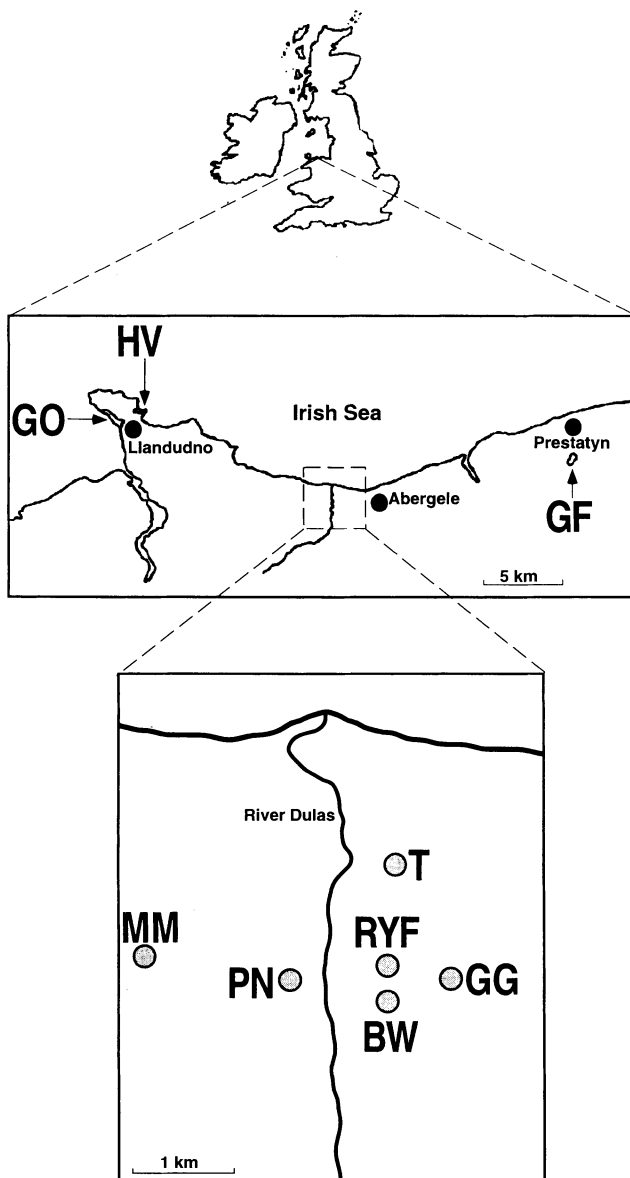 HV
GO
Irish Sea
Llandudno
Prestatyn
Abergele
GF
5 km
River Dulas
T
MM
RYF
PN
GG
BW
1 km